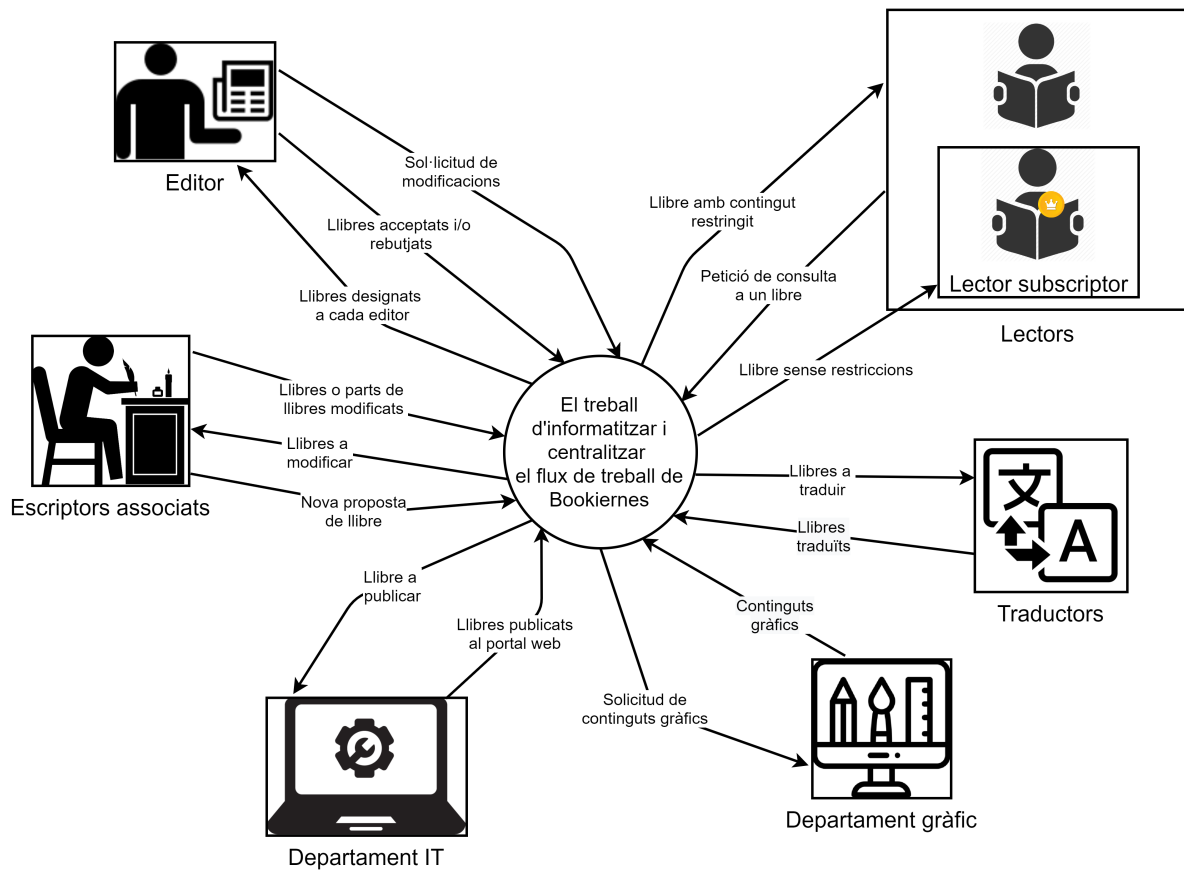 Editor
Sol·licitud de
modificacions
Llibres acceptats i/o
rebutjats
Llibres designats
a cada editor
Llibre amb contingut
restringit
Petició de consulta
a un libre
Lector subscriptor
Lectors
Llibre sense restriccions
Llibres o parts de
llibres modificats
Llibres a
modificar
Nova proposta
de llibre
Escriptors associats
El treball
d'informatitzar i
centralitzar
el flux de treball de
Bookiernes
Llibres a
traduir
Llibres
traduïts
文
A
Traductors
Llibre a
publicar
Llibres publicats
al portal web
Continguts
gràfics
Solicitud de
continguts gràfics
Departament gràfic
Departament IT